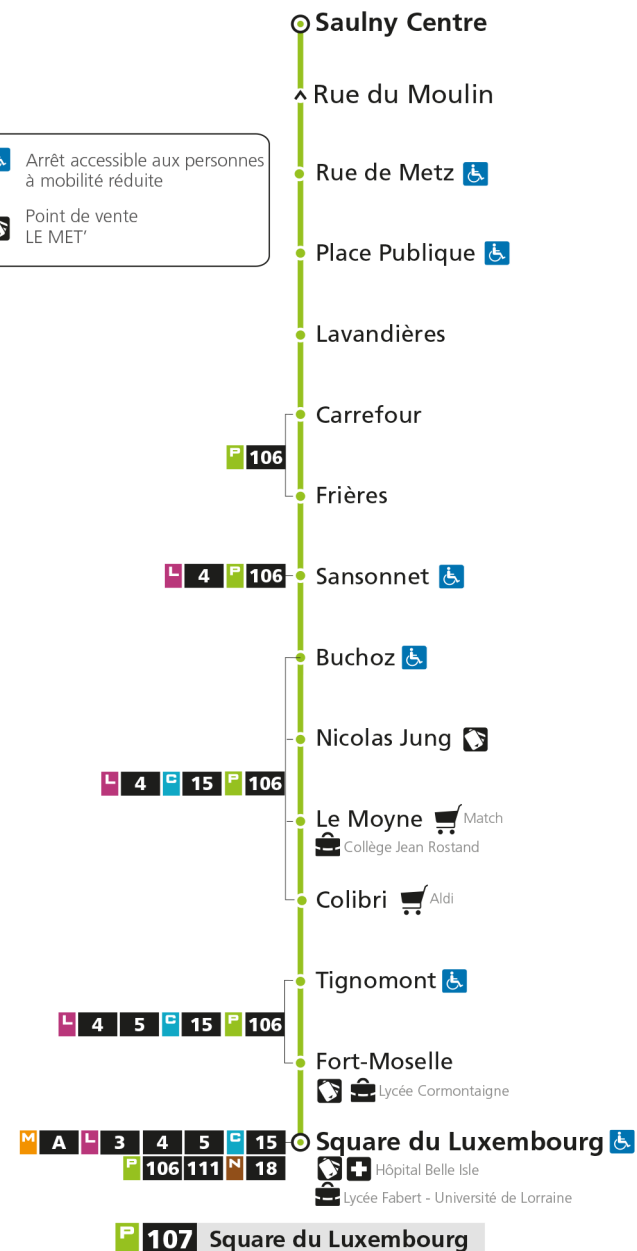 Saulny Centre
Rue du Moulin
Arrêt accessible aux personnes
à mobilité réduite
Point de vente
LE MET'
Rue de Metz
Place Publique
Lavandières
Carrefour
P 106
Frières
L 4 P 106
Sansonnet
Buchoz
Nicolas Jung
L 4 C 15 P 106
Le Moyne
Match
Collège Jean Rostand
Colibri
Aldi
Tignomont
L 4 5 C 15 P 106
Fort-Moselle
Lycée Cormontaigne
M A L 3 4 5 C 15
Square du Luxembourg
P 106 111 N 18
Hôpital Belle Isle
Lycée Fabert - Université de Lorraine
P 107 Square du Luxembourg